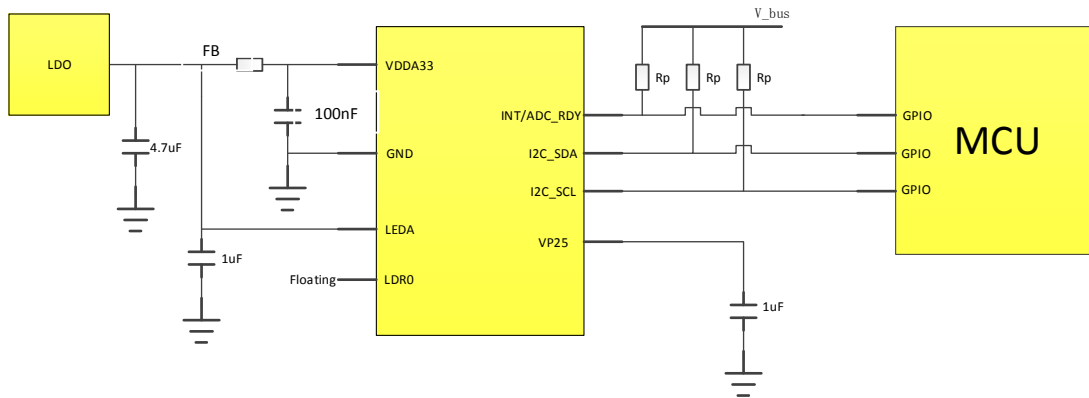 V_bus
LDO
FB
VDDA33
Rp
Rp
Rp
100nF
INT/ADC_RDY
GPIO
4.7uF
GND
I2C_SDA
GPIO
MCU
I2C_SCL
GPIO
LEDA
VP25
1uF
Floating
LDR0
1uF